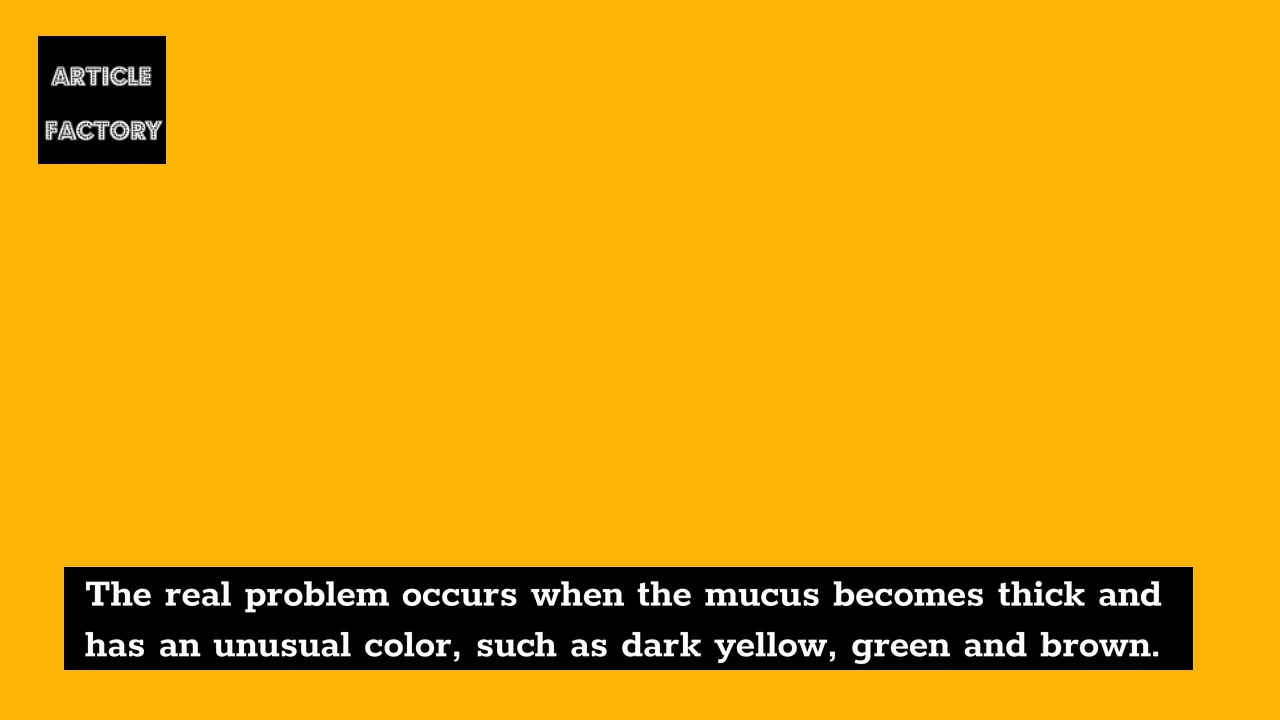 ARTICLE
FACTORY
The real problem occurs when the mucus becomes thick and
has an unusual color, such as dark yellow, green and brown.